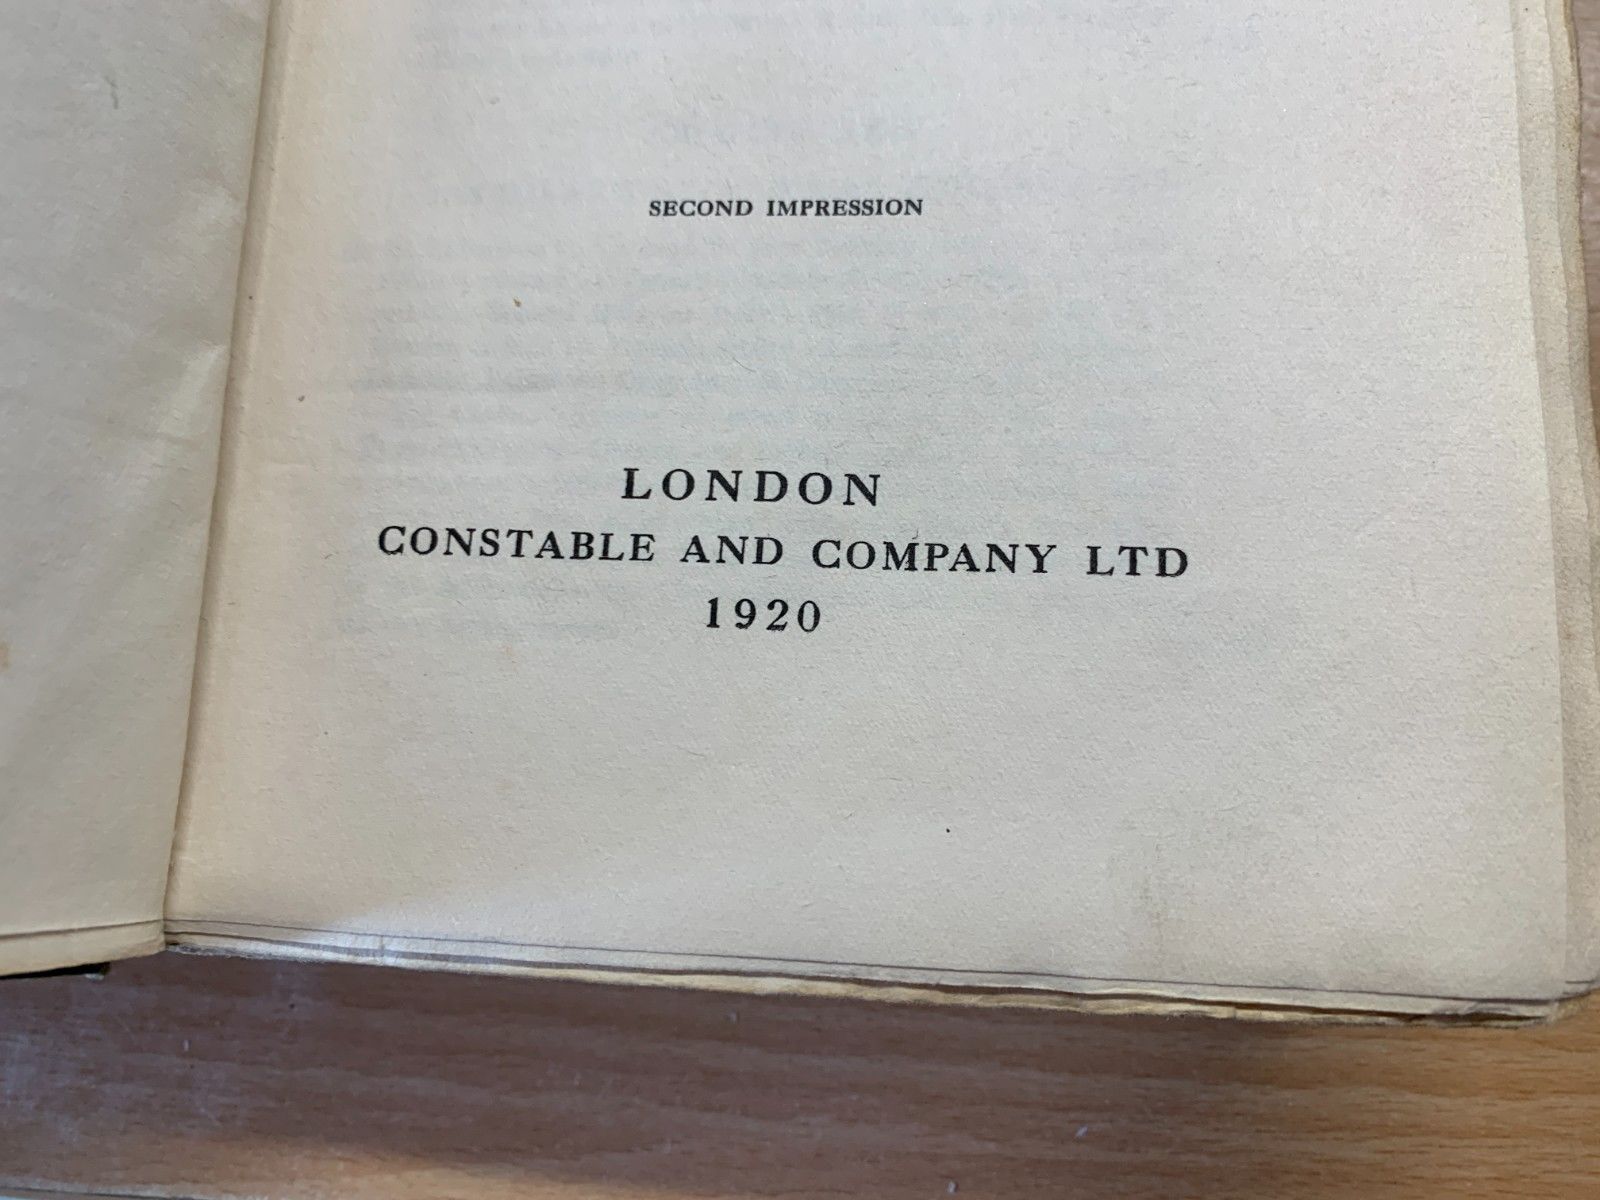 SECOND IMPRESSION
LONDON
CONSTABLE AND COMPANY LTD
1920